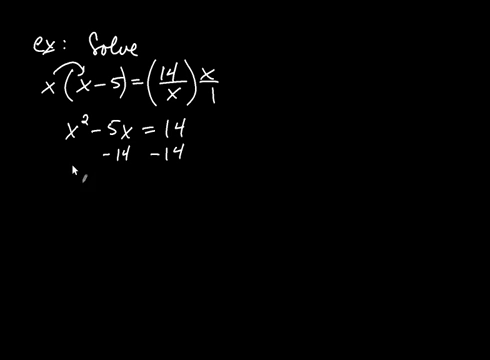 ex: Solve
x(x - 5) = (14/x) x/1
x² - 5x = 14
-14 -14